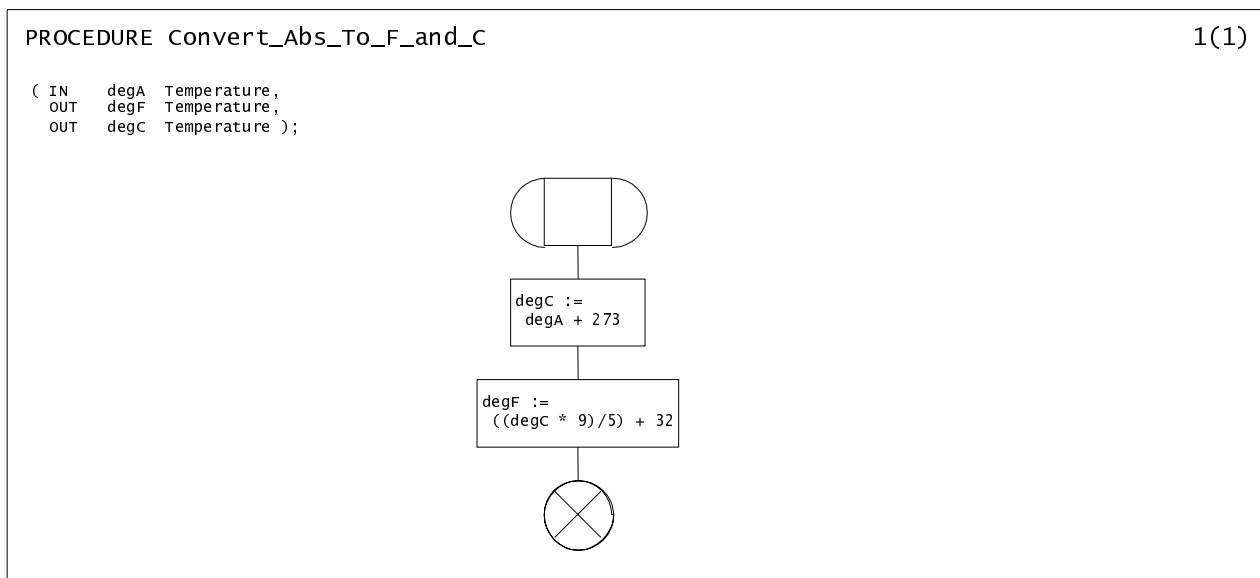 PROCEDURE Convert_Abs_To_F_and_C
1(1)
( IN degA Temperature,
OUT degF Temperature,
OUT degC Temperature );
degC :=
degA + 273
degF :=
((degC * 9)/5) + 32